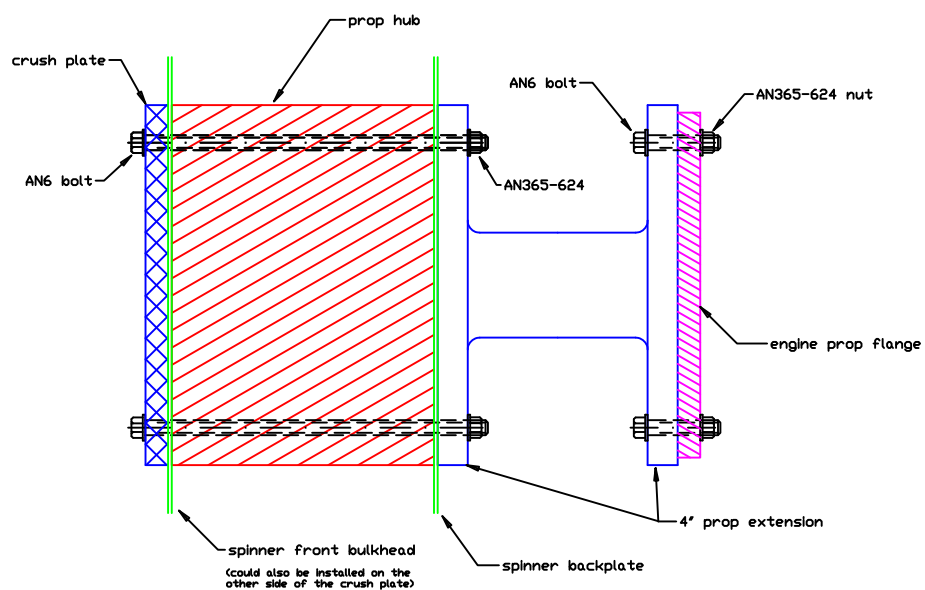 prop hub
crush plate
AN6 bolt
AN365-624 nut
AN6 bolt
AN365-624
engine prop flange
4" prop extension
spinner front bulkhead
(could also be installed on the
other side of the crush plate)
spinner backplate